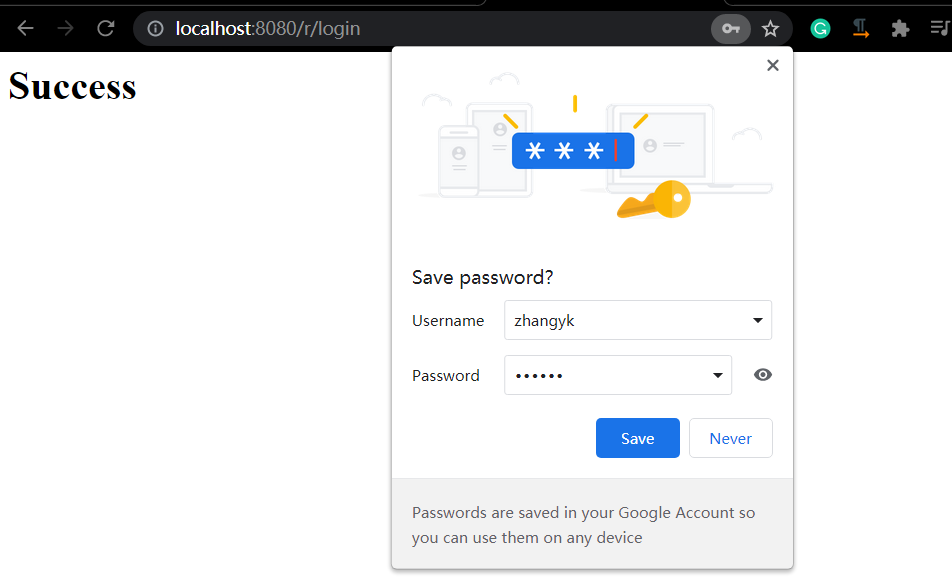 localhost:8080/r/login
Success
* * * |
Save password?
Username zhangyk
Password ••••••
Save Never
Passwords are saved in your Google Account so
you can use them on any device